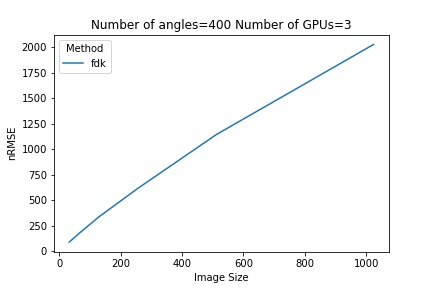 Number of angles=400 Number of GPUs=3
2000
1750
1500
1250
1000
750
500
250
0
nRMSE
Method
fdk
0 200 400 600 800 1000
Image Size